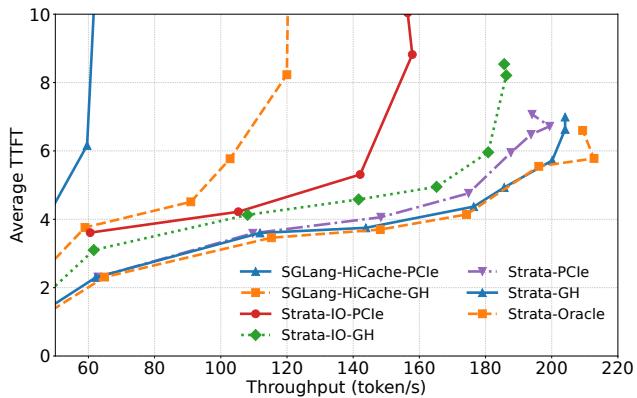 10
8
6
4
2
0
Average TTFT
SGLang-HiCache-PCIe
SGLang-HiCache-GH
Strata-IO-PCIe
Strata-IO-GH
Strata-PCIe
Strata-GH
Strata-Oracle
60 80 100 120 140 160 180 200 220
Throughput (token/s)